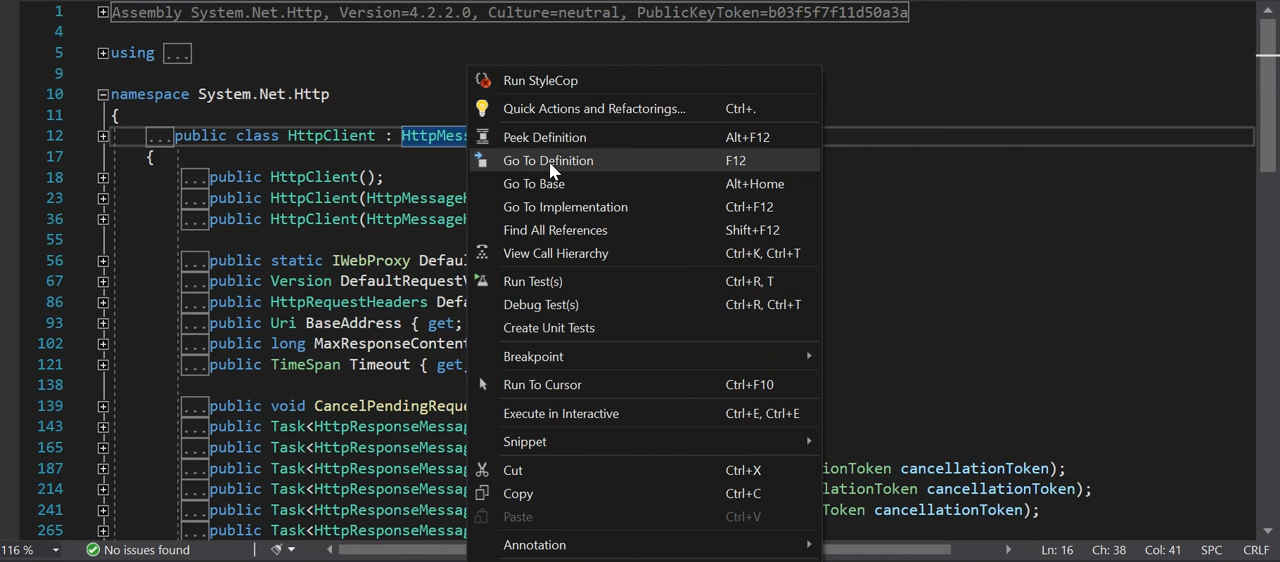 1 Assembly System.Net.Http, Version=4.2.2.0, Culture=neutral, PublicKeyToken=b03f5f7f11d50a3a
4
5 using ...
9
10 namespace System.Net.Http
11 {
12 ...public class HttpClient : HttpMess
17 {
18 ...public HttpClient();
23 ...public HttpClient(HttpMessageH
36 ...public HttpClient(HttpMessageH
55
56 ...public static IWebProxy Defaul
67 ...public Version DefaultRequestV
86 ...public HttpRequestHeaders Defa
93 ...public Uri BaseAddress { get;
102 ...public long MaxResponseContent
121 ...public TimeSpan Timeout { get
138
139 ...public void CancelPendingReque
143 ...public Task<HttpResponseMessag
165 ...public Task<HttpResponseMessag
187 ...public Task<HttpResponseMessag ionToken cancellationToken);
214 ...public Task<HttpResponseMessag lationToken cancellationToken);
241 ...public Task<HttpResponseMessag Token cancellationToken);
265 ...public Task<HttpResponseMessag
Run StyleCop
Quick Actions and Refactorings... Ctrl+.
Peek Definition Alt+F12
Go To Definition F12
Go To Base Alt+Home
Go To Implementation Ctrl+F12
Find All References Shift+F12
View Call Hierarchy Ctrl+K, Ctrl+T
Run Test(s) Ctrl+R, T
Debug Test(s) Ctrl+R, Ctrl+T
Create Unit Tests
Breakpoint
Run To Cursor Ctrl+F10
Execute in Interactive Ctrl+E, Ctrl+E
Snippet
Cut Ctrl+X
Copy Ctrl+C
Paste Ctrl+V
Annotation
116 % No issues found Ln: 16 Ch: 38 Col: 41 SPC CRLF